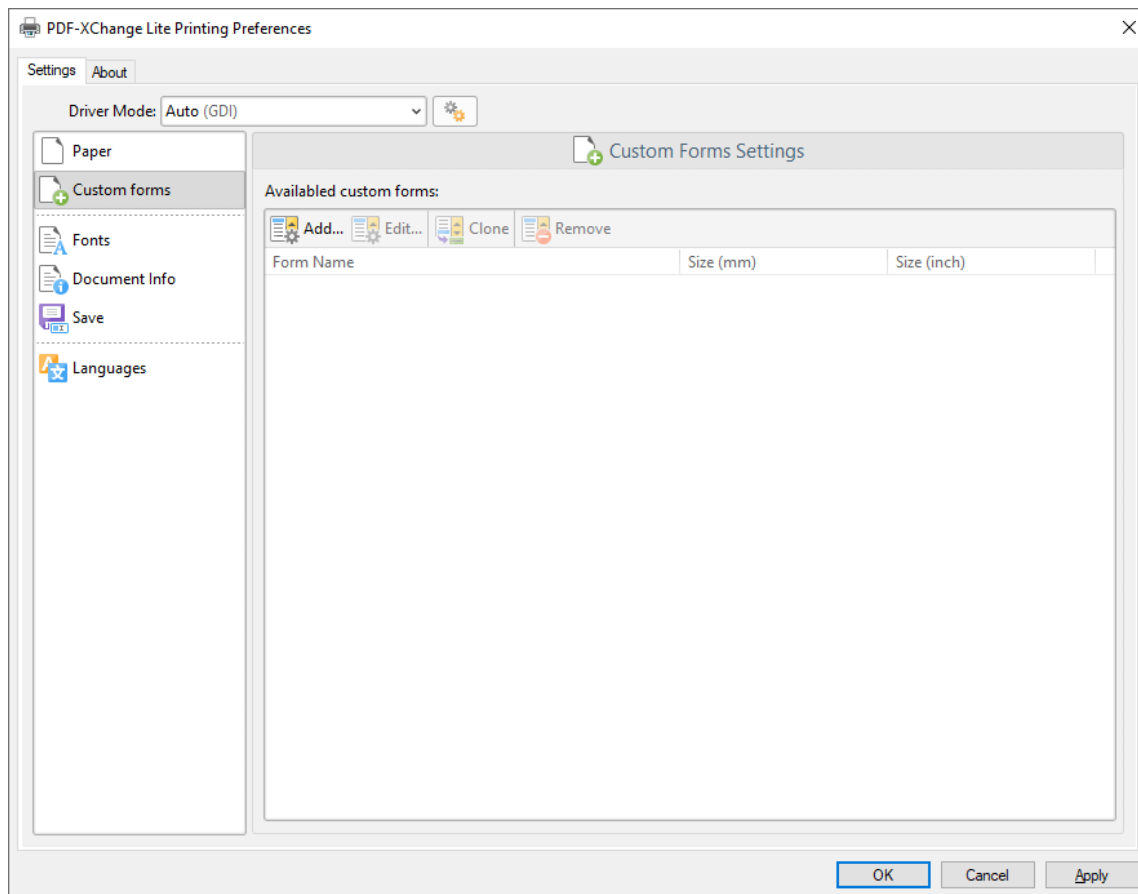 PDF-XChange Lite Printing Preferences
Settings About
Driver Mode: Auto (GDI)
Paper
Custom forms
Fonts
Document Info
Save
Languages
Custom Forms Settings
Availabled custom forms:
Add... Edit... Clone Remove
Form Name Size (mm) Size (inch)
OK Cancel Apply